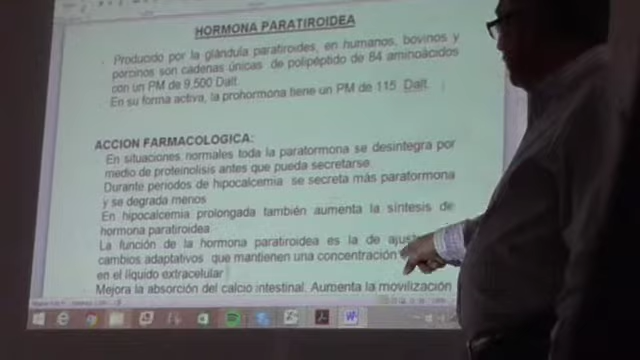 HORMONA PARATIROIDEA
Producido por la glándula paratiroides, en humanos, bovinos y
porcinos son cadenas únicas de polipéptido de 84 aminoácidos
con un PM de 9,500 Dalt.
En su forma activa, la prohormona tiene un PM de 115 Dalt.
ACCION FARMACOLOGICA:
En situaciones normales toda la paratormona se desintegra por
medio de proteinolisis antes que pueda secretarse.
Durante periodos de hipocalcemia se secreta más paratormona
y se degrada menos
En hipocalcemia prolongada también aumenta la síntesis de
hormona paratiroidea
La función de la hormona paratiroidea es la de
cambios adaptativos que mantienen una concentración
en el líquido extracelular
Mejora la absorción del calcio intestinal. Aumenta la movilización